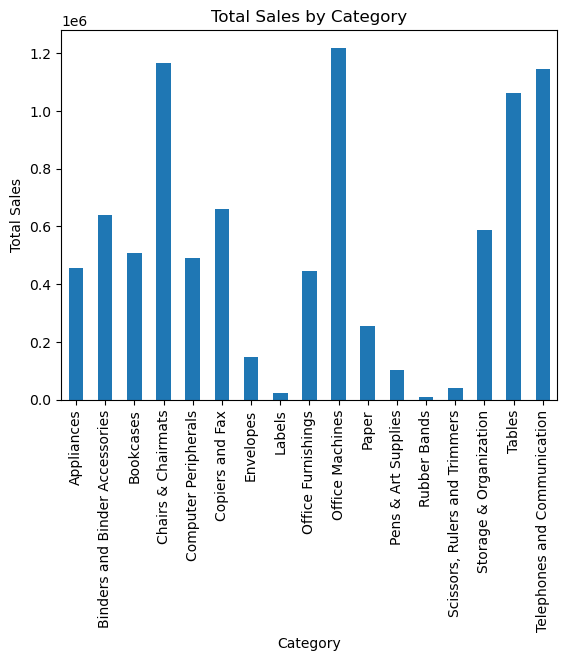 Total Sales by Category
1e6
Total Sales
1.2
1.0
0.8
0.6
0.4
0.2
0.0
Appliances
Binders and Binder Accessories
Bookcases
Chairs & Chairmats
Computer Peripherals
Copiers and Fax
Envelopes
Labels
Office Furnishings
Office Machines
Paper
Pens & Art Supplies
Rubber Bands
Scissors, Rulers and Trimmers
Storage & Organization
Tables
Telephones and Communication
Category